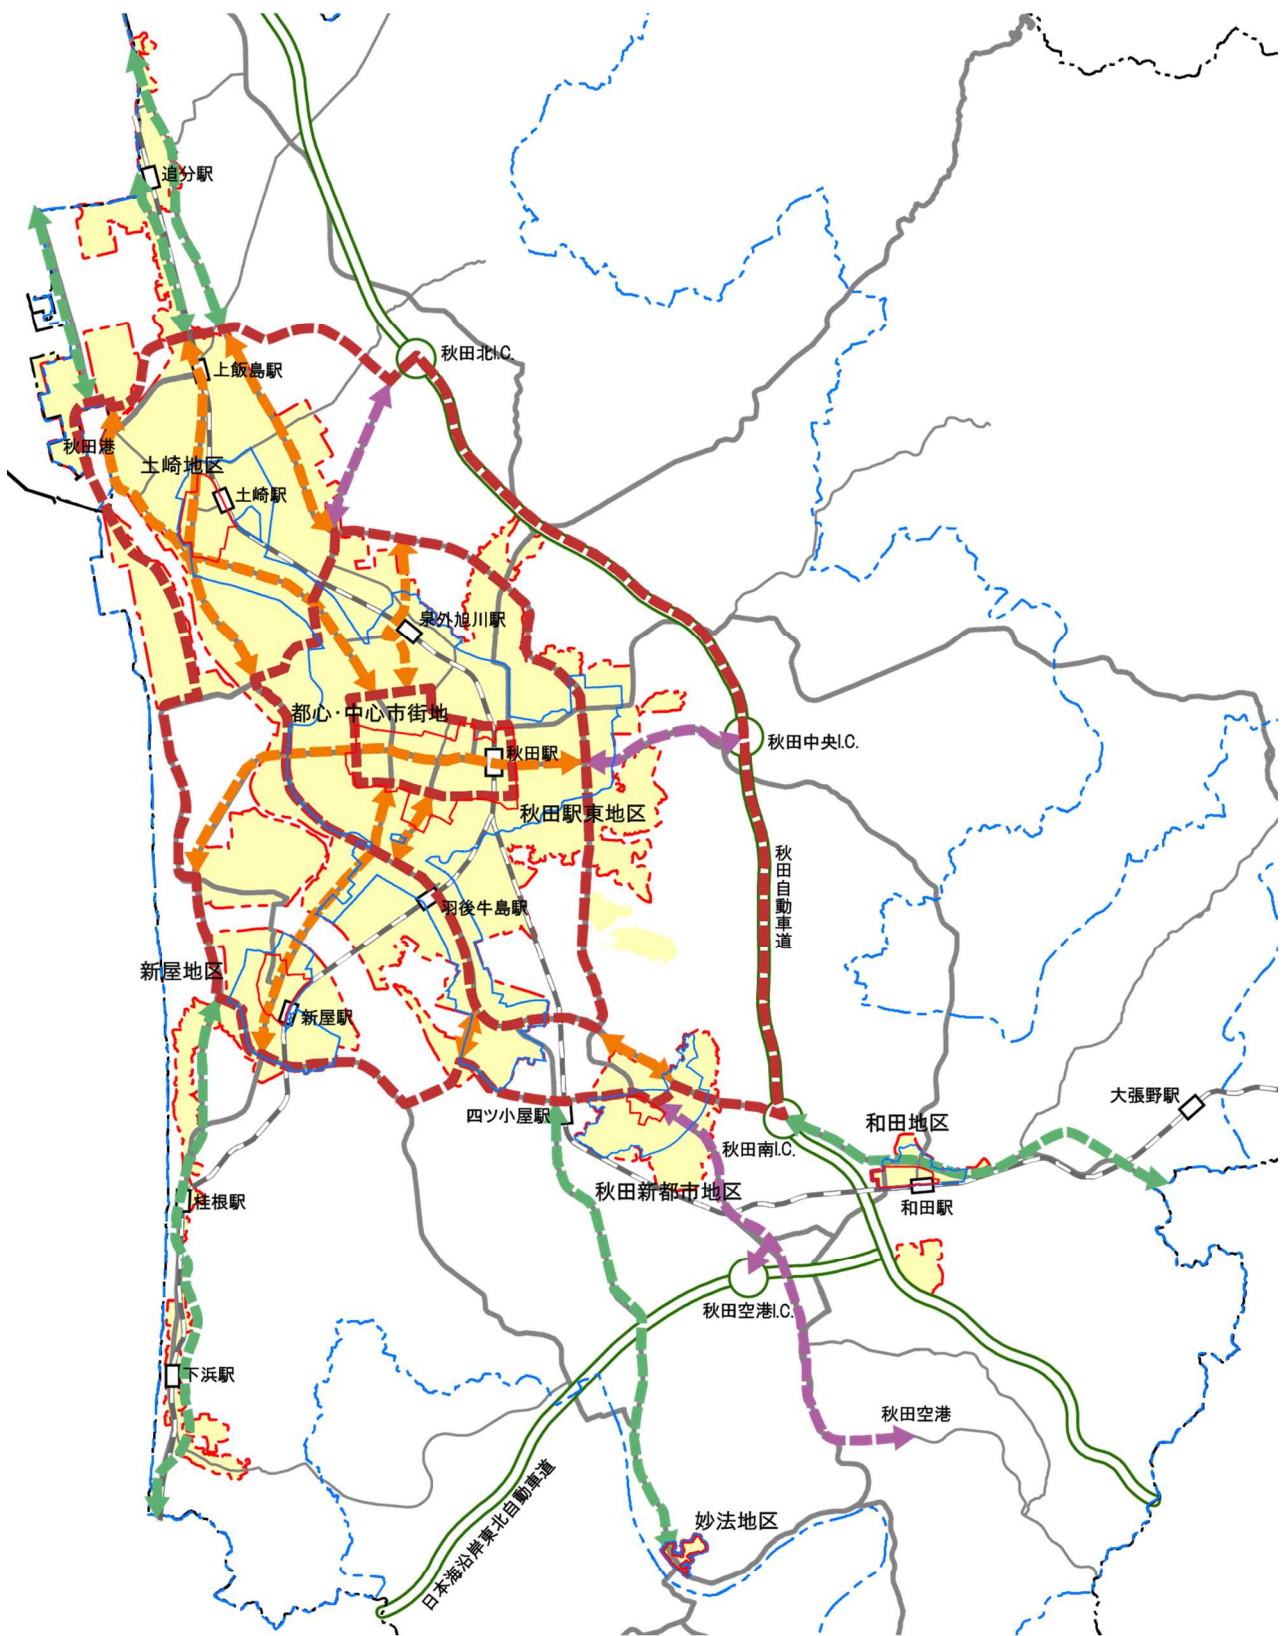 追分駅
秋田北I.C.
上飯島駅
秋田港
土崎地区
土崎駅
泉外旭川駅
都心・中心市街地
秋田中央I.C.
秋田駅
秋田駅東地区
秋田自動車道
羽後牛島駅
新屋地区
新屋駅
大張野駅
四ツ小屋駅
和田地区
秋田南I.C.
秋田新都市地区
桂根駅
和田駅
秋田空港I.C.
下浜駅
秋田空港
日本海沿岸東北自動車道
妙法地区